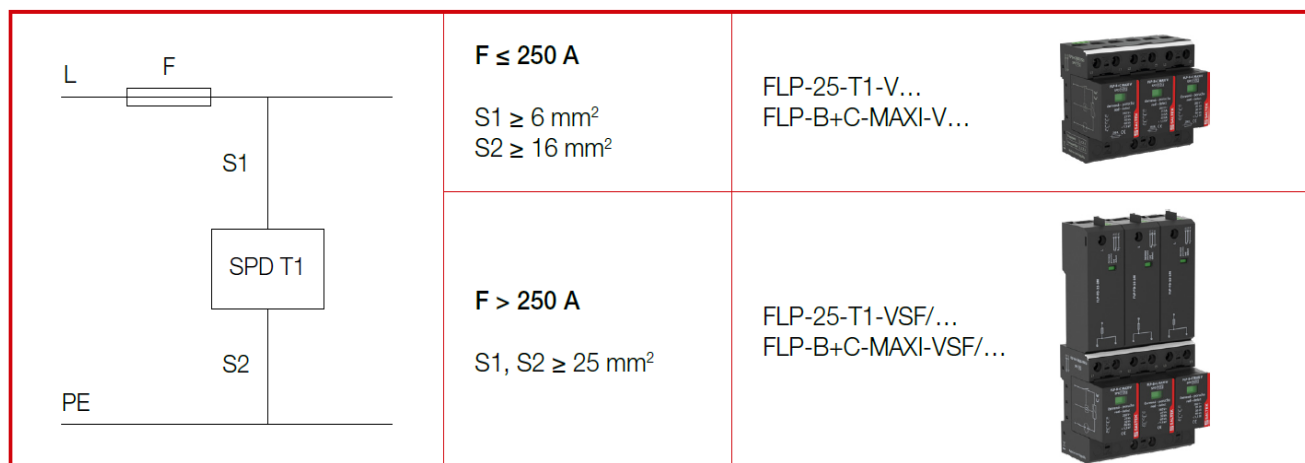 L
F
S1
SPD T1
S2
PE
F ≤ 250 A
S1 ≥ 6 mm²
S2 ≥ 16 mm²
FLP-25-T1-V...
FLP-B+C-MAXI-V...
F > 250 A
S1, S2 ≥ 25 mm²
FLP-25-T1-VSF/...
FLP-B+C-MAXI-VSF/...